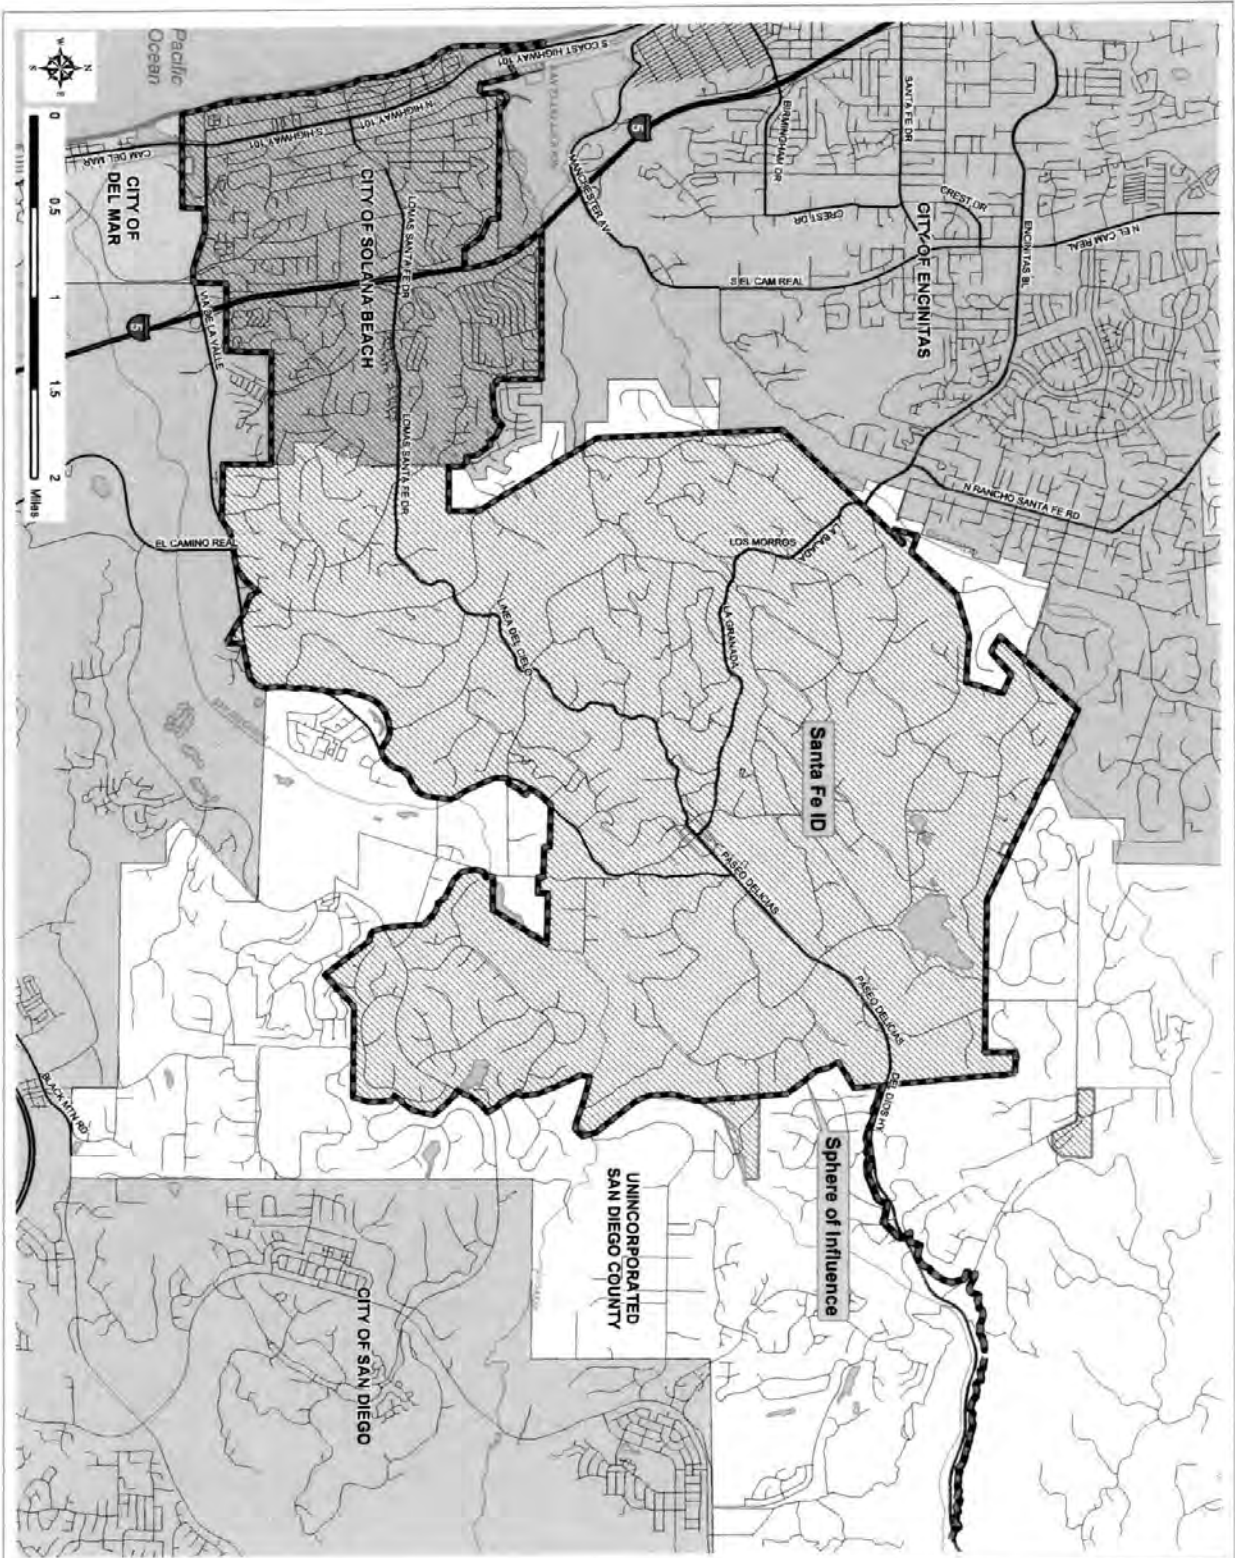 Pacific
Ocean
N
W
E
S
0
0.5
1
1.5
2
Miles
S COAST HIGHWAY 101
N HIGHWAY 101
S HIGHWAY 101
CAM DEL MAR
CITY OF
DEL MAR
CITY OF SOLANA BEACH
LOMAS SANTA FE DR
LOMAS SANTA FE DR
5
5
VIA DE LA VALLE
EL CAMINO REAL
MANCHESTER AV
BIRMINGHAM DR
SANTA FE DR
CREST DR
CREST DR
CITY OF ENCINITAS
ENCINITAS BL
N EL CAM REAL
S EL CAM REAL
N RANCHO SANTA FE RD
LA BAJADA
LOS MORROS
LA GRANADA
LINEA DEL CIELO
Santa Fe ID
PASEO DELICIAS
PASEO DELICIAS
DEL DIOS HY
Sphere of Influence
UNINCORPORATED
SAN DIEGO COUNTY
BLACK MTN RD
CITY OF SAN DIEGO